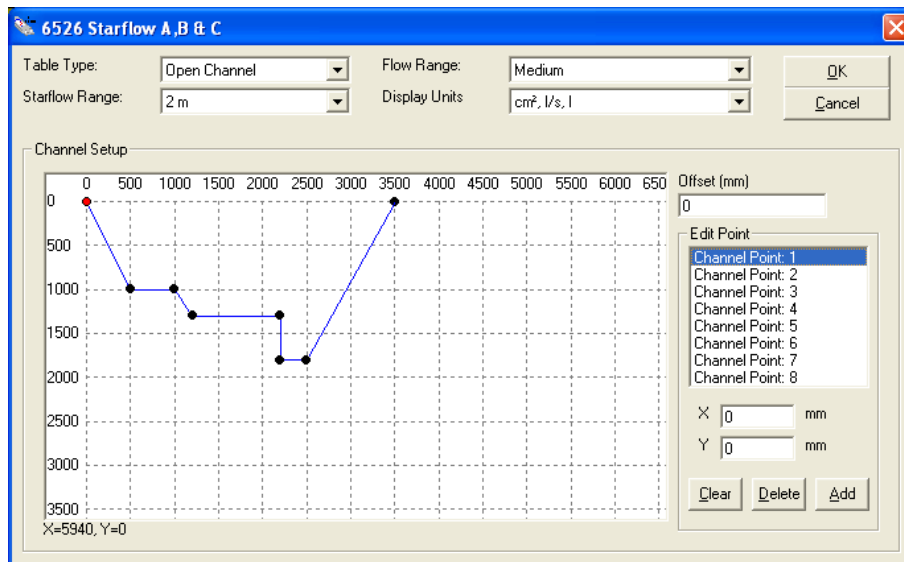 6526 Starflow A,B & C
Table Type: Open Channel Flow Range: Medium OK
Starflow Range: 2 m Display Units cm², l/s, l Cancel
Channel Setup
0 500 1000 1500 2000 2500 3000 3500 4000 4500 5000 5500 6000 650
0
500
1000
1500
2000
2500
3000
3500
X=5940, Y=0
Offset (mm)
0
Edit Point
Channel Point: 1
Channel Point: 2
Channel Point: 3
Channel Point: 4
Channel Point: 5
Channel Point: 6
Channel Point: 7
Channel Point: 8
X 0 mm
Y 0 mm
Clear Delete Add